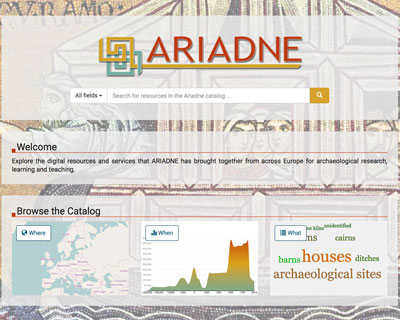 VRAMO
ARIADNE
All fields
Search for resources in the Ariadne catalog ...
Welcome
Explore the digital resources and services that ARIADNE has brought together from across Europe for archaeological research,
learning and teaching.
Browse the Catalog
Where
When
What
unidentified
cairns
barns houses ditches
archaeological sites